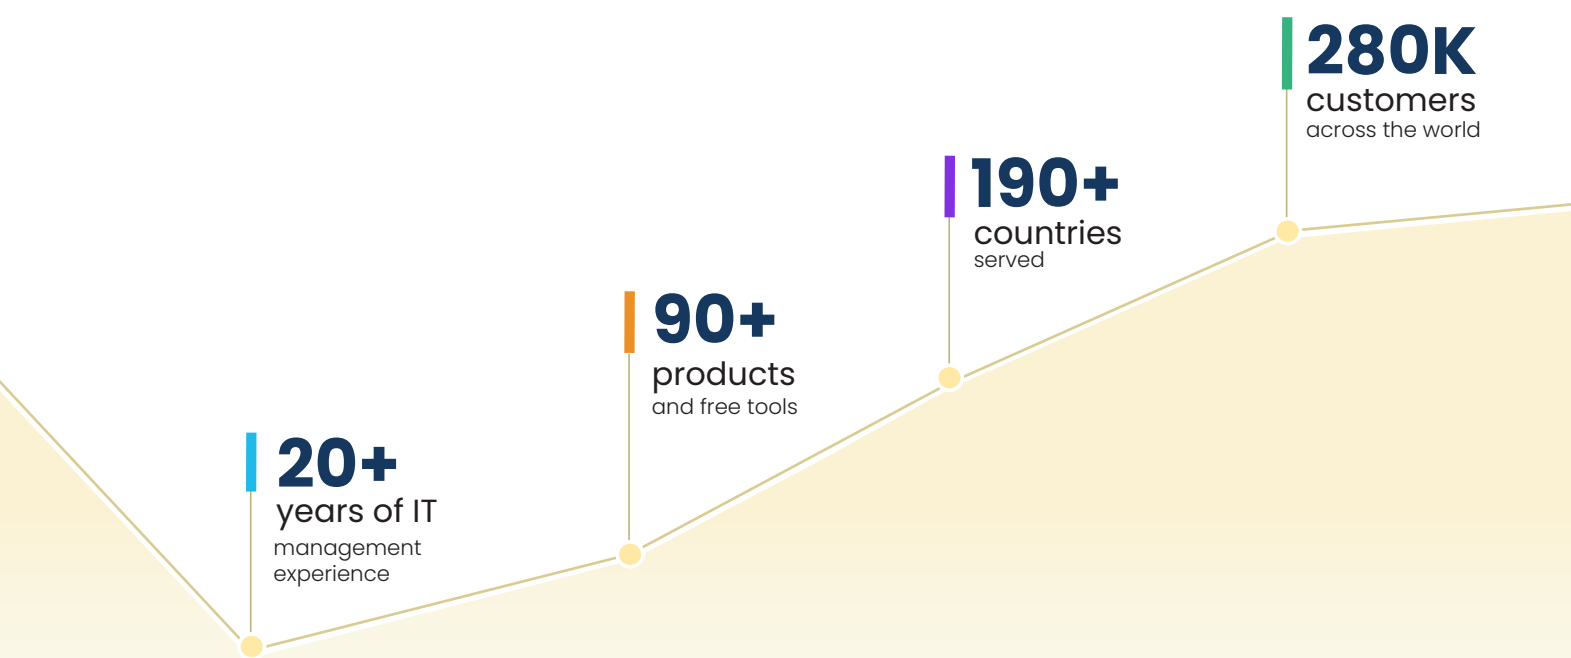 20+
years of IT
management
experience
90+
products
and free tools
190+
countries
served
280K
customers
across the world